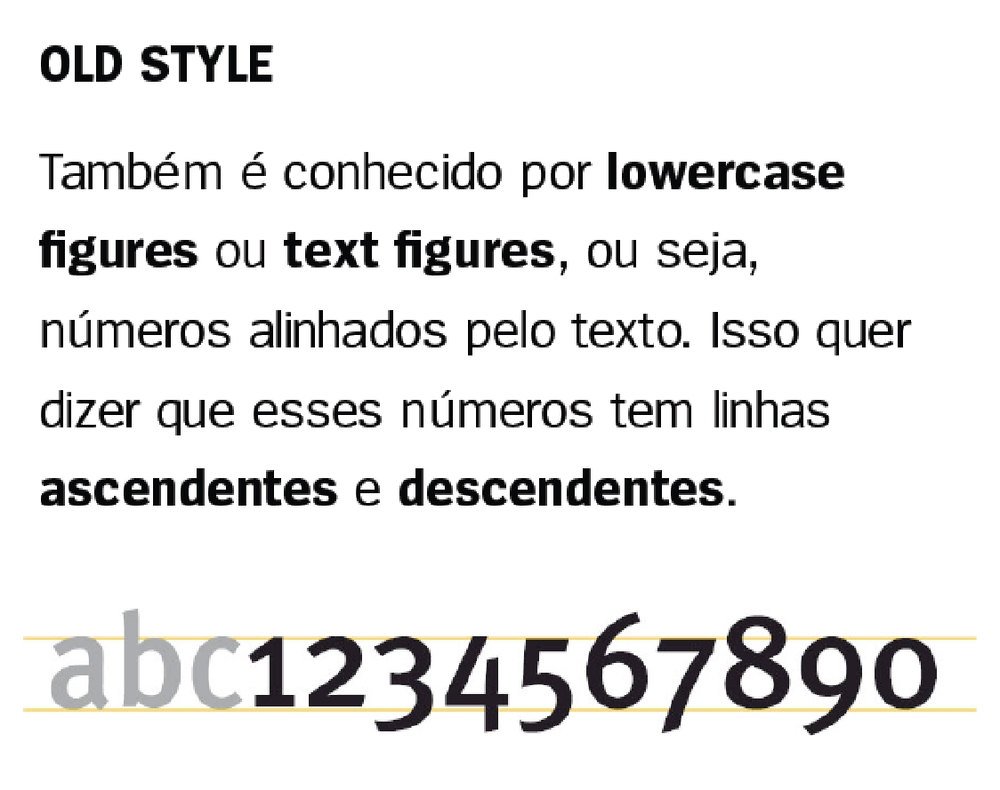 OLD STYLE
Também é conhecido por lowercase
figures ou text figures, ou seja,
números alinhados pelo texto. Isso quer
dizer que esses números tem linhas
ascendentes e descendentes.
abc1234567890